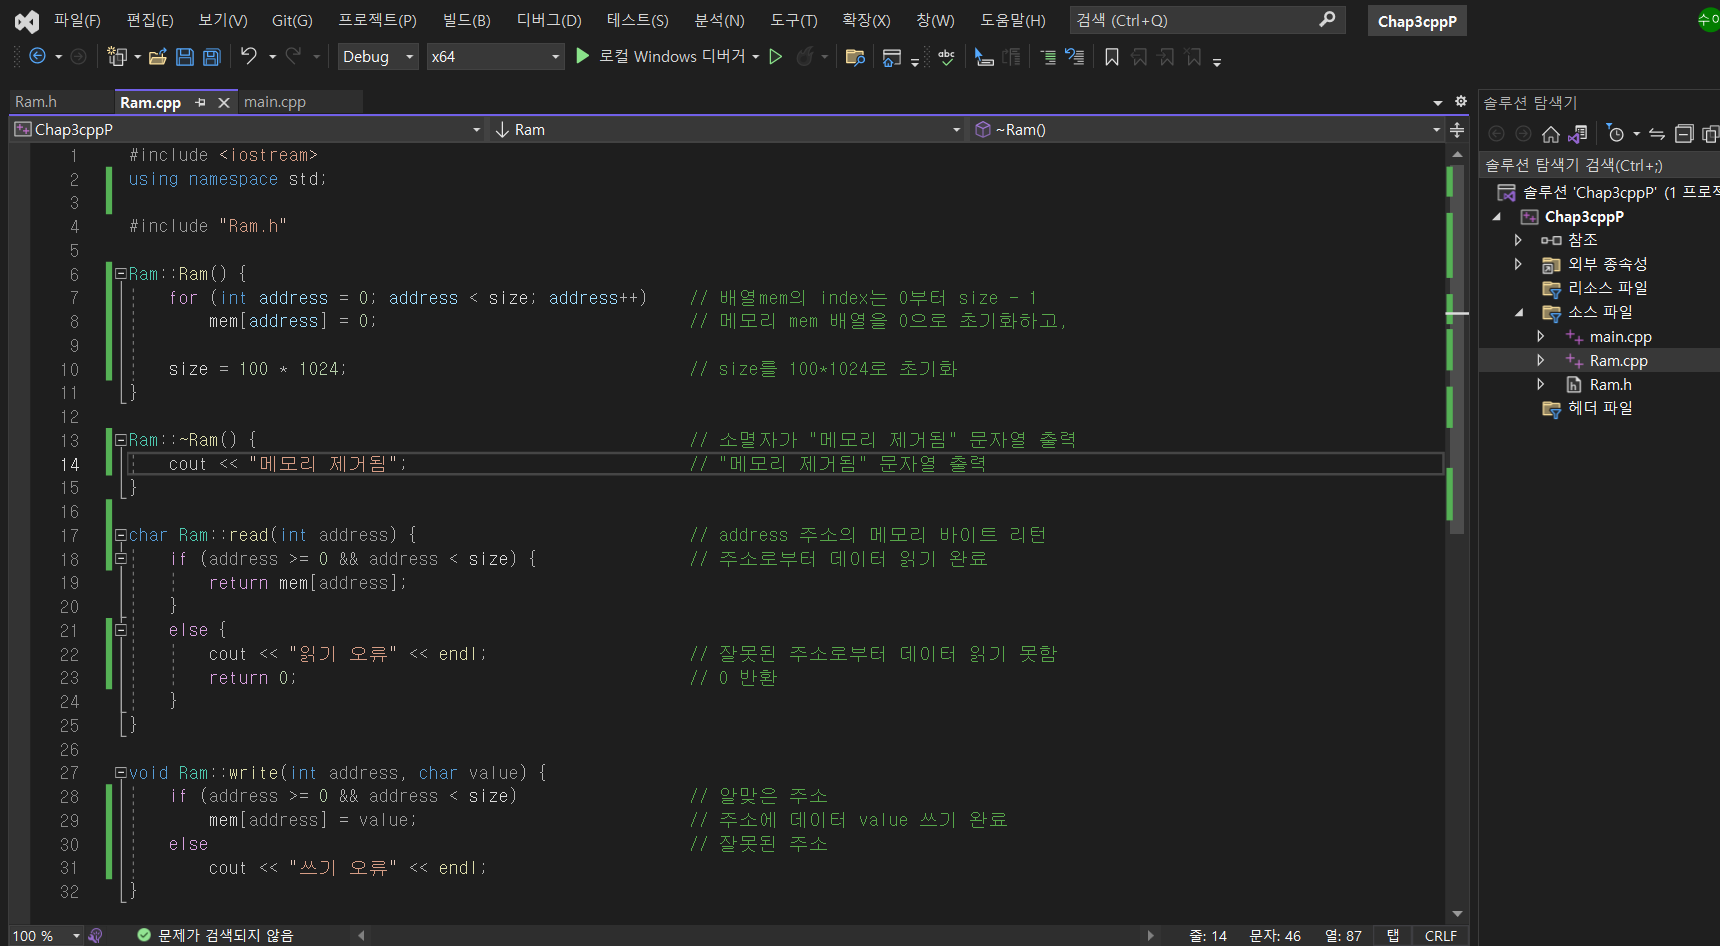 파일(F) 편집(E) 보기(V) Git(G) 프로젝트(P) 빌드(B) 디버그(D) 테스트(S) 분석(N) 도구(T) 확장(X) 창(W) 도움말(H) 검색 (Ctrl+Q) Chap3cppP 수이
Debug x64 로컬 Windows 디버거 abc
Ram.h Ram.cpp main.cpp
Chap3cppP Ram ~Ram()
1 #include <iostream>
2 using namespace std;
3
4 #include "Ram.h"
5
6 Ram::Ram() {
7 for (int address = 0; address < size; address++) // 배열mem의 index는 0부터 size - 1
8 mem[address] = 0; // 메모리 mem 배열을 0으로 초기화하고,
9
10 size = 100 * 1024; // size를 100*1024로 초기화
11 }
12
13 Ram::~Ram() { // 소멸자가 "메모리 제거됨" 문자열 출력
14 cout << "메모리 제거됨"; // "메모리 제거됨" 문자열 출력
15 }
16
17 char Ram::read(int address) { // address 주소의 메모리 바이트 리턴
18 if (address >= 0 && address < size) { // 주소로부터 데이터 읽기 완료
19 return mem[address];
20 }
21 else {
22 cout << "읽기 오류" << endl; // 잘못된 주소로부터 데이터 읽기 못함
23 return 0; // 0 반환
24 }
25 }
26
27 void Ram::write(int address, char value) {
28 if (address >= 0 && address < size) // 알맞은 주소
29 mem[address] = value; // 주소에 데이터 value 쓰기 완료
30 else // 잘못된 주소
31 cout << "쓰기 오류" << endl;
32 }
100 % 문제가 검색되지 않음 줄: 14 문자: 46 열: 87 탭 CRLF
솔루션 탐색기
솔루션 탐색기 검색(Ctrl+;)
솔루션 'Chap3cppP' (1 프로젝
Chap3cppP
참조
외부 종속성
리소스 파일
소스 파일
main.cpp
Ram.cpp
Ram.h
헤더 파일